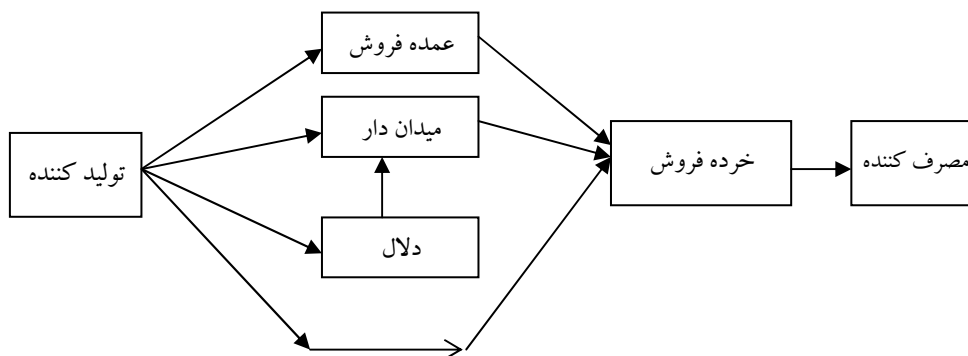 عمده فروش
میدان دار
تولید کننده
دلال
خرده فروش
مصرف کننده